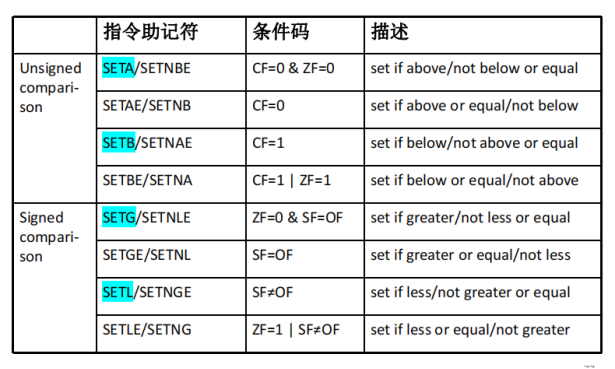 指令助记符 条件码 描述
Unsigned compari-son SETA/SETNBE CF=0 & ZF=0 set if above/not below or equal
SETAE/SETNB CF=0 set if above or equal/not below
SETB/SETNAE CF=1 set if below/not above or equal
SETBE/SETNA CF=1 | ZF=1 set if below or equal/not above
Signed compari-son SETG/SETNLE ZF=0 & SF=OF set if greater/not less or equal
SETGE/SETNL SF=OF set if greater or equal/not less
SETL/SETNGE SF≠OF set if less/not greater or equal
SETLE/SETNG ZF=1 | SF≠OF set if less or equal/not greater